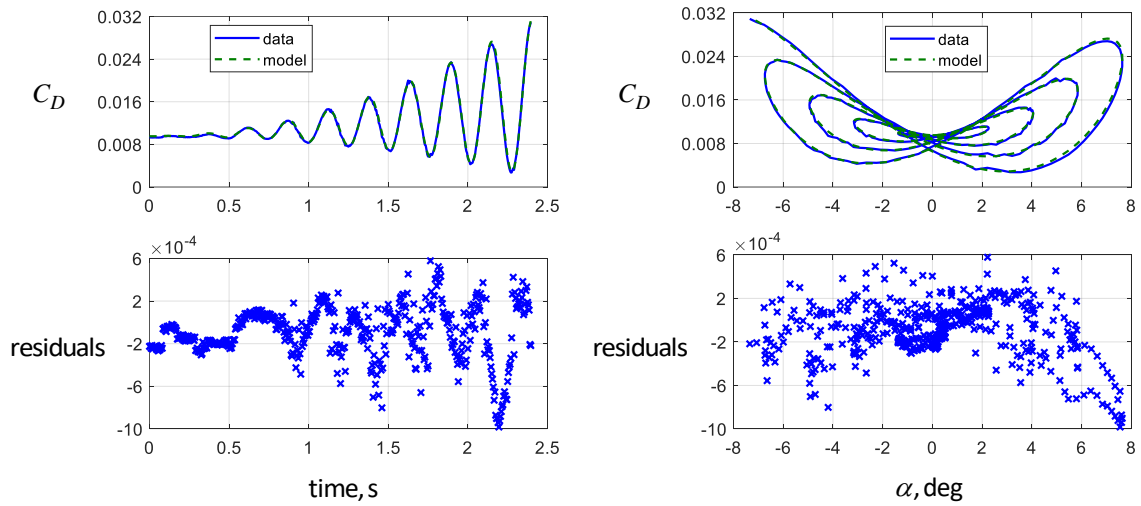 0.032
0.024
0.016
0.008
0
C_D
data
model
0 0.5 1 1.5 2 2.5
0.032
0.024
0.016
0.008
0
C_D
data
model
-8 -6 -4 -2 0 2 4 6 8
×10⁻⁴
6
2
-2
-6
-10
residuals
0 0.5 1 1.5 2 2.5
time, s
×10⁻⁴
6
2
-2
-6
-10
residuals
-8 -6 -4 -2 0 2 4 6 8
α, deg